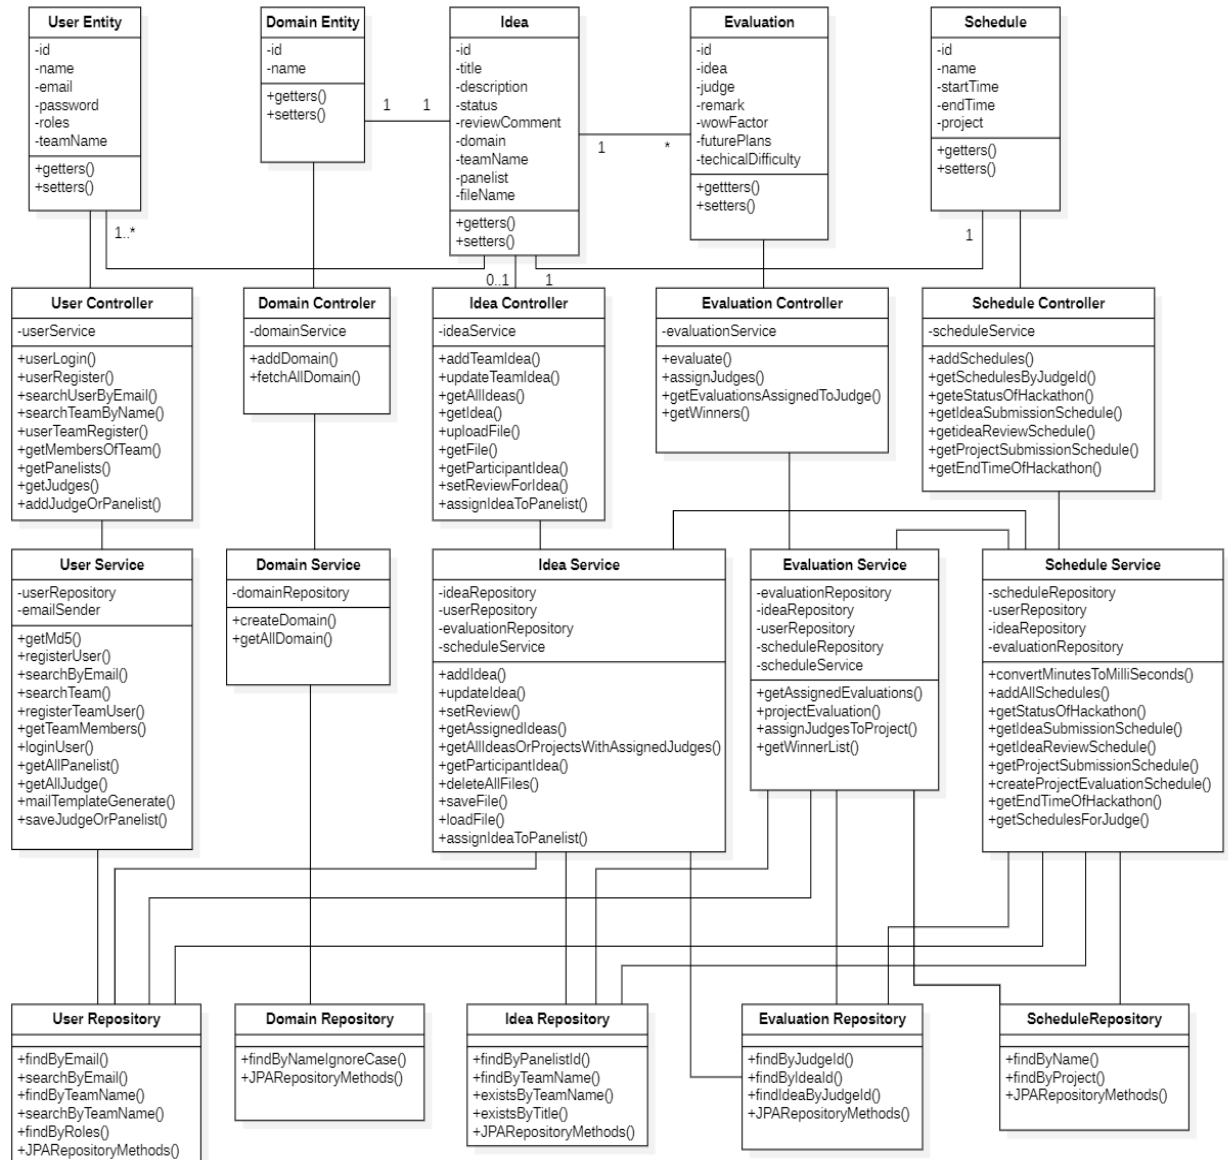 User Entity
-id
-name
-email
-password
-roles
-teamName
+getters()
+setters()
Domain Entity
-id
-name
+getters()
+setters()
1
1
Idea
-id
-title
-description
-status
-reviewComment
-domain
-teamName
-panelist
-fileName
+getters()
+setters()
1
*
Evaluation
-id
-idea
-judge
-remark
-wowFactor
-futurePlans
-techicalDifficulty
+gettters()
+setters()
Schedule
-id
-name
-startTime
-endTime
-project
+getters()
+setters()
1..*
0..1
1
1
User Controller
-userService
+userLogin()
+userRegister()
+searchUserByEmail()
+searchTeamByName()
+userTeamRegister()
+getMembersOfTeam()
+getPanelists()
+getJudges()
+addJudgeOrPanelist()
Domain Controler
-domainService
+addDomain()
+fetchAllDomain()
Idea Controller
-ideaService
+addTeamIdea()
+updateTeamIdea()
+getAllIdeas()
+getIdea()
+uploadFile()
+getFile()
+getParticipantIdea()
+setReviewForIdea()
+assignIdeaToPanelist()
Evaluation Controller
-evaluationService
+evaluate()
+assignJudges()
+getEvaluationsAssignedToJudge()
+getWinners()
Schedule Controller
-scheduleService
+addSchedules()
+getSchedulesByJudgeId()
+geteStatusOfHackathon()
+getIdeaSubmissionSchedule()
+getideaReviewSchedule()
+getProjectSubmissionSchedule()
+getEndTimeOfHackathon()
User Service
-userRepository
-emailSender
+getMd5()
+registerUser()
+searchByEmail()
+searchTeam()
+registerTeamUser()
+getTeamMembers()
+loginUser()
+getAllPanelist()
+getAllJudge()
+mailTemplateGenerate()
+saveJudgeOrPanelist()
Domain Service
-domainRepository
+createDomain()
+getAllDomain()
Idea Service
-ideaRepository
-userRepository
-evaluationRepository
-scheduleService
+addIdea()
+updateIdea()
+setReview()
+getAssignedIdeas()
+getAllIdeasOrProjectsWithAssignedJudges()
+getParticipantIdea()
+deleteAllFiles()
+saveFile()
+loadFile()
+assignIdeaToPanelist()
Evaluation Service
-evaluationRepository
-ideaRepository
-userRepository
-scheduleRepository
-scheduleService
+getAssignedEvaluations()
+projectEvaluation()
+assignJudgesToProject()
+getWinnerList()
Schedule Service
-scheduleRepository
-userRepository
-ideaRepository
-evaluationRepository
+convertMinutesToMilliSeconds()
+addAllSchedules()
+getStatusOfHackathon()
+getIdeaSubmissionSchedule()
+getIdeaReviewSchedule()
+getProjectSubmissionSchedule()
+createProjectEvaluationSchedule()
+getEndTimeOfHackathon()
+getSchedulesForJudge()
User Repository
+findByEmail()
+searchByEmail()
+findByTeamName()
+searchByTeamName()
+findByRoles()
+JPARepositoryMethods()
Domain Repository
+findByNameIgnoreCase()
+JPARepositoryMethods()
Idea Repository
+findByPanelistId()
+findByTeamName()
+existsByTeamName()
+existsByTitle()
+JPARepositoryMethods()
Evaluation Repository
+findByJudgeId()
+findByIdeaId()
+findIdeaByJudgeId()
+JPARepositoryMethods()
ScheduleRepository
+findByName()
+findByProject()
+JPARepositoryMethods()